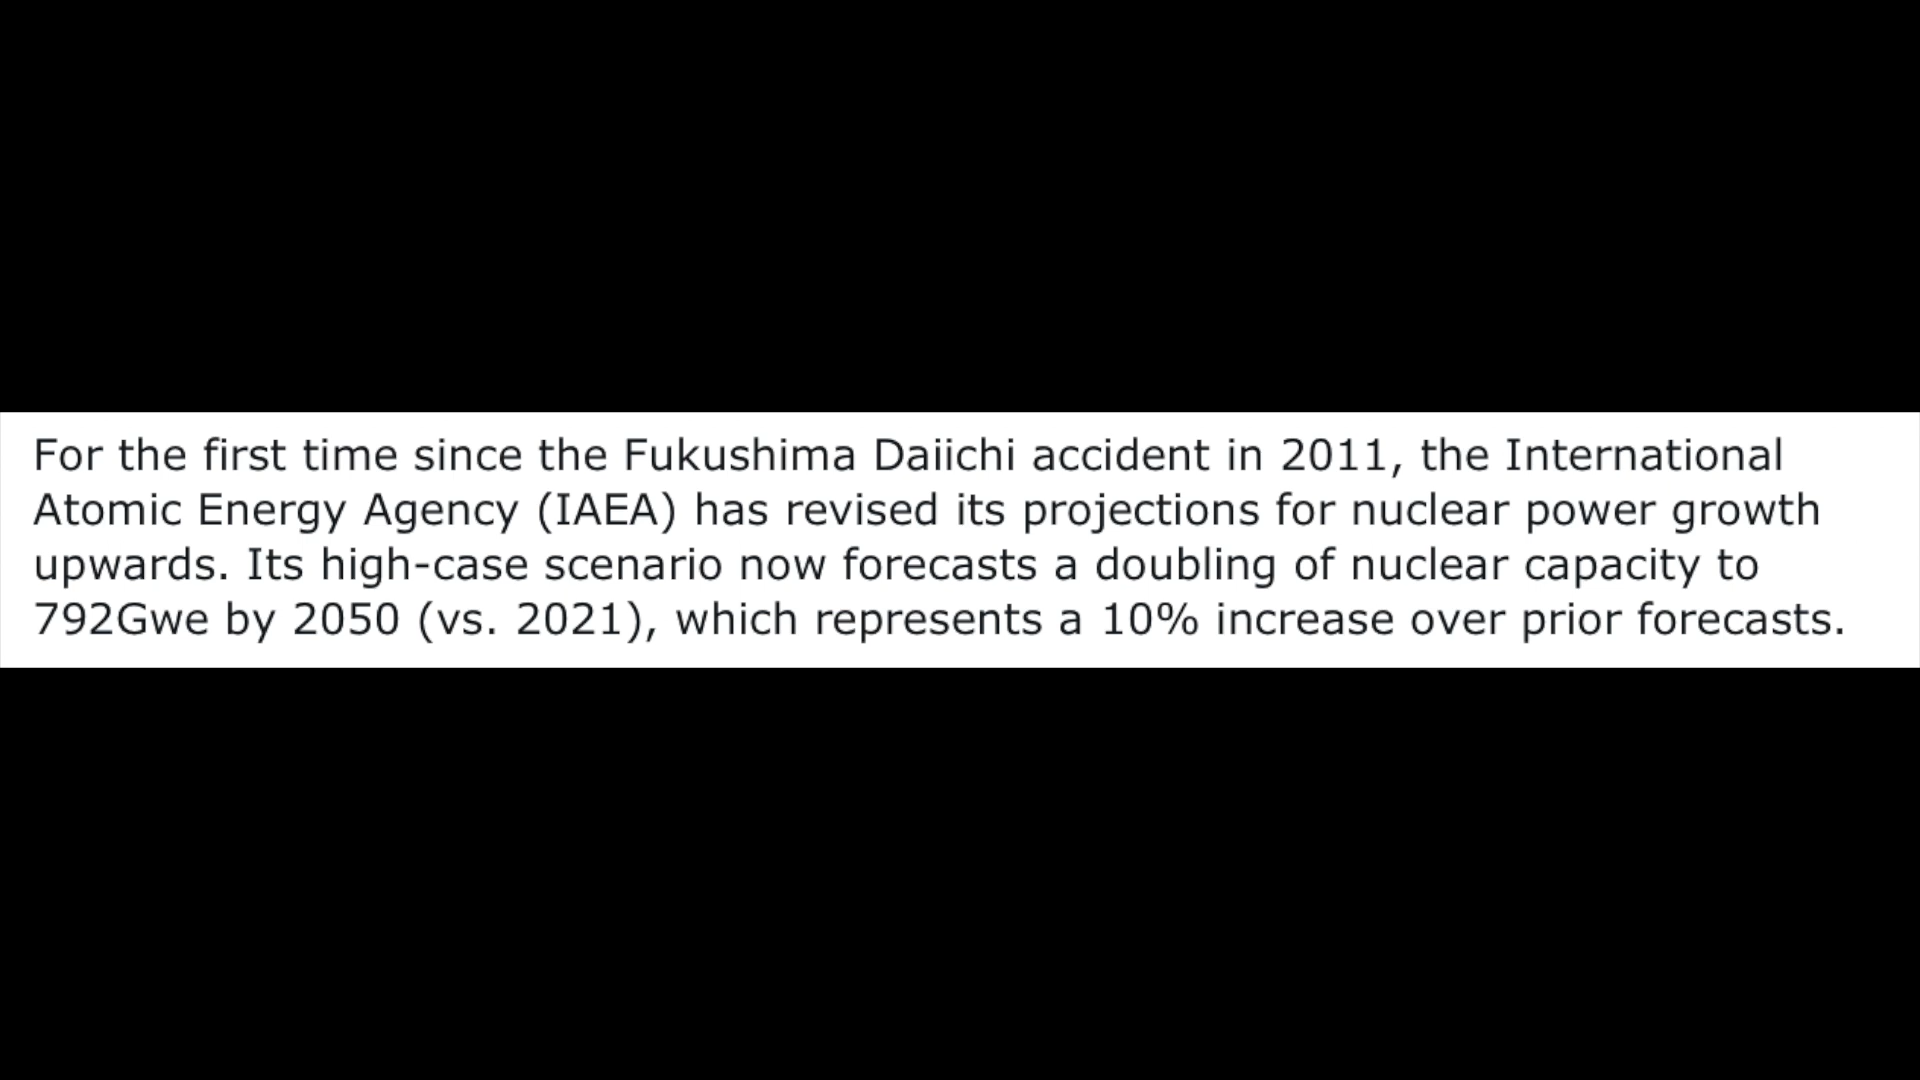 For the first time since the Fukushima Daiichi accident in 2011, the International
Atomic Energy Agency (IAEA) has revised its projections for nuclear power growth
upwards. Its high-case scenario now forecasts a doubling of nuclear capacity to
792Gwe by 2050 (vs. 2021), which represents a 10% increase over prior forecasts.